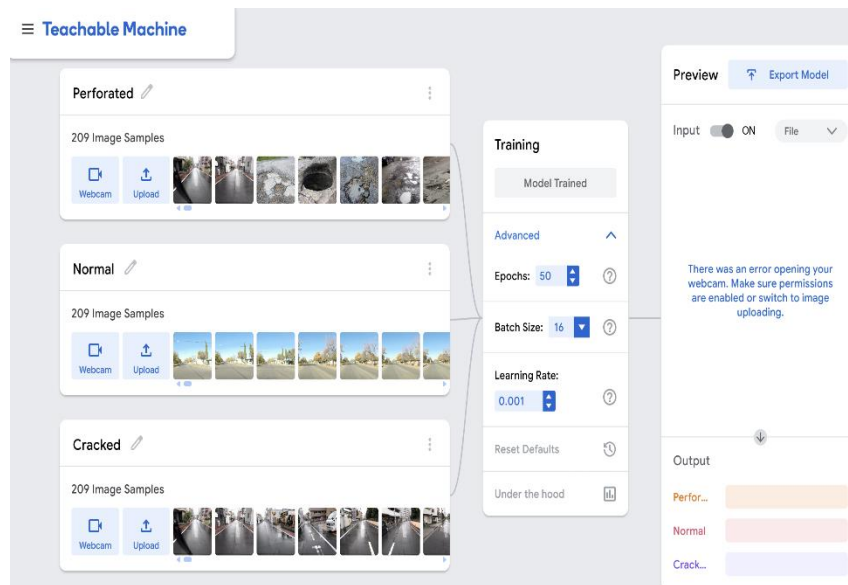 Teachable Machine
Perforated
209 Image Samples
Webcam
Upload
Normal
209 Image Samples
Webcam
Upload
Cracked
209 Image Samples
Webcam
Upload
Training
Model Trained
Advanced
Epochs: 50
Batch Size: 16
Learning Rate:
0.001
Reset Defaults
Under the hood
Preview
Export Model
Input ON File
There was an error opening your
webcam. Make sure permissions
are enabled or switch to image
uploading.
Output
Perfor...
Normal
Crack...